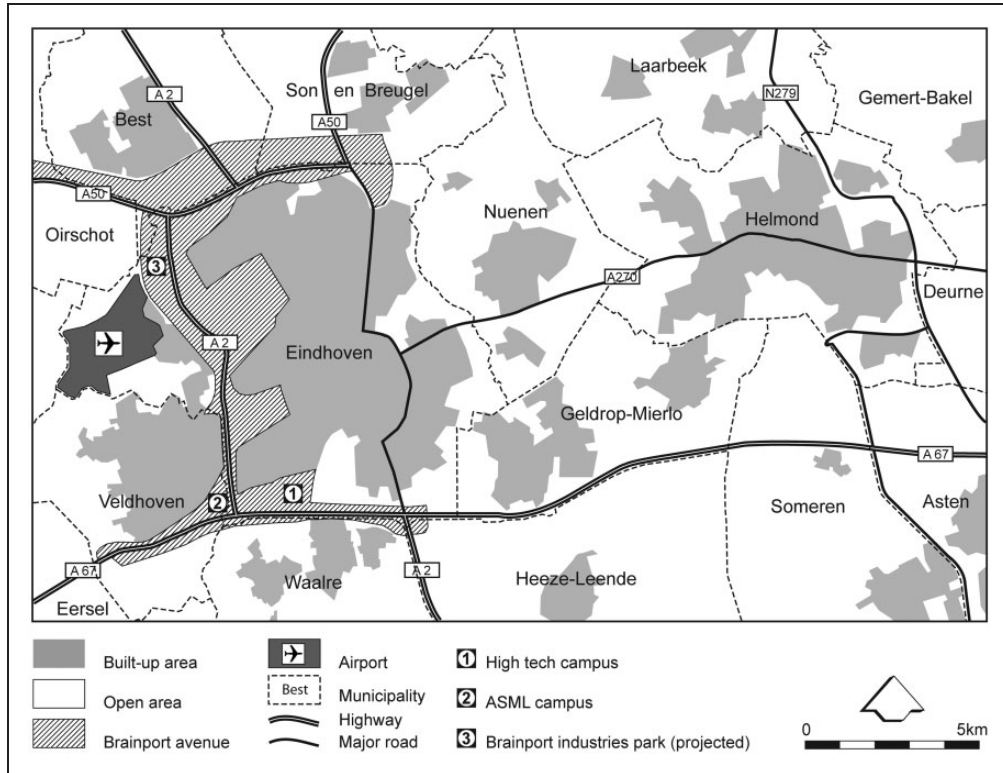 Laarbeek
A 2
Son en Breugel
N279
Gemert-Bakel
Best
A50
A50
Oirschot
Nuenen
Helmond
3
A270
Deurne
A 2
Eindhoven
Geldrop-Mierlo
A 67
Veldhoven
2
1
Someren
Asten
A 67
Waalre
A 2
Heeze-Leende
Eersel
Built-up area
Open area
Brainport avenue
Airport
Best
Municipality
Highway
Major road
1
High tech campus
2
ASML campus
3
Brainport industries park (projected)
0
5km